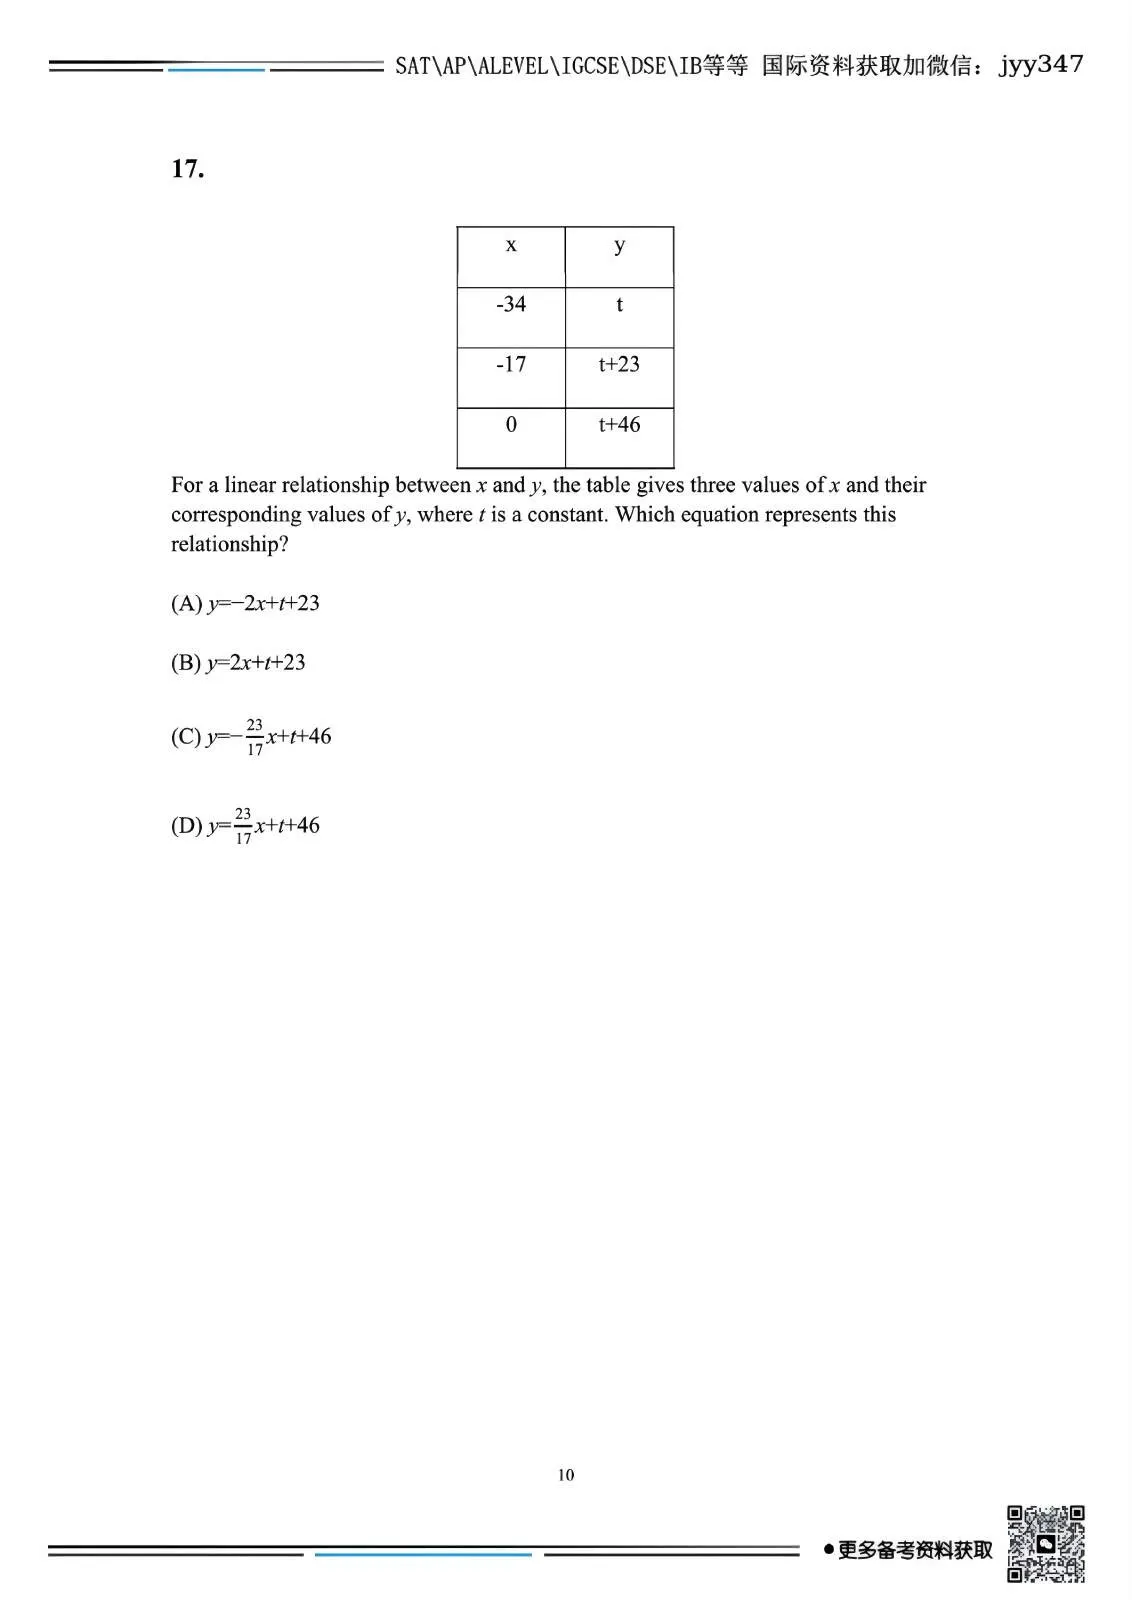 SAT\AP\ALEVEL\IGCSE\DSE\IB等等 国际资料获取加微信：jyy347
17.
x y
-34 t
-17 t+23
0 t+46
For a linear relationship between x and y, the table gives three values of x and their
corresponding values of y, where t is a constant. Which equation represents this
relationship?
(A) y=−2x+t+23
(B) y=2x+t+23
(C) y=−23/17x+t+46
(D) y=23/17x+t+46
10
●更多备考资料获取